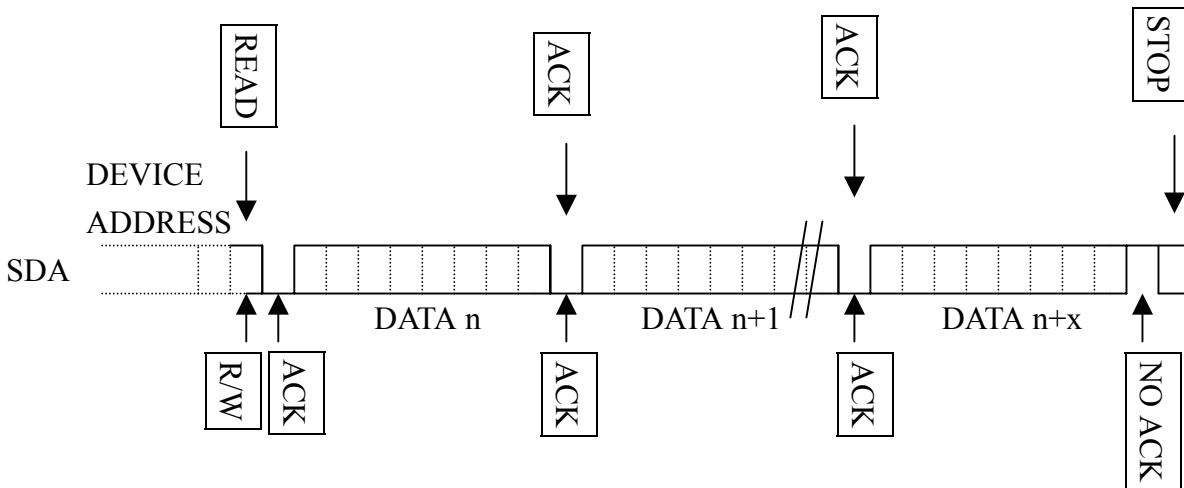 READ
ACK
ACK
STOP
DEVICE
ADDRESS
SDA
DATA n
DATA n+1
DATA n+x
R/W
ACK
ACK
ACK
NO ACK